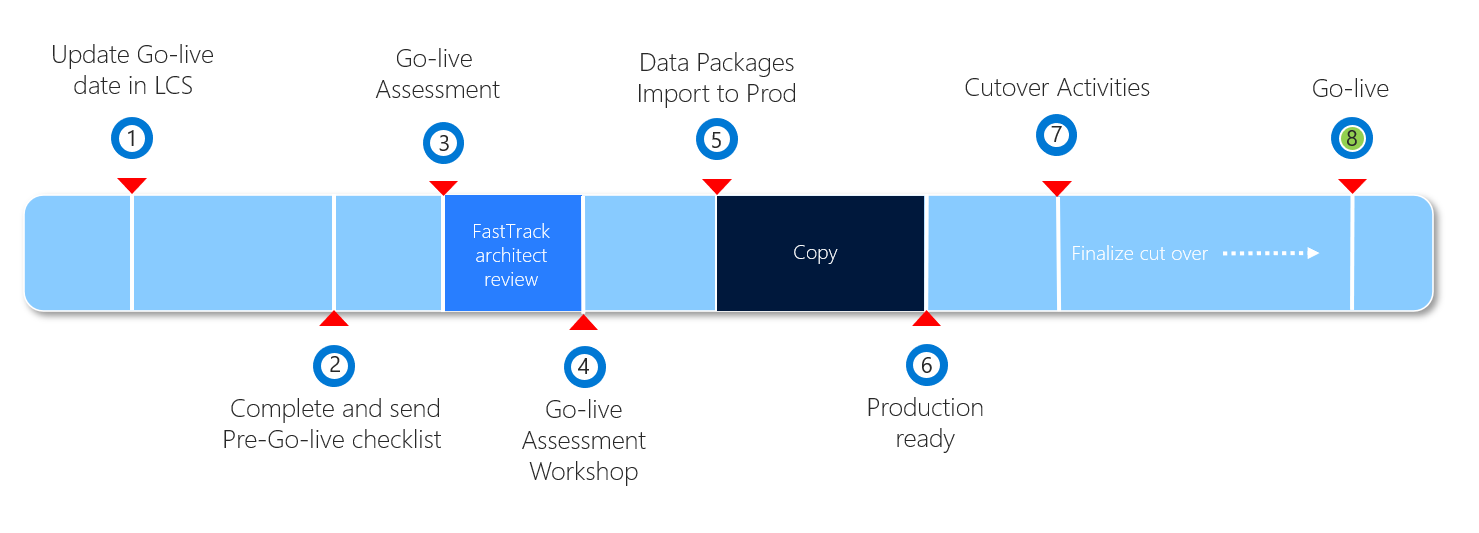 Update Go-live
date in LCS
1
Go-live
Assessment
3
Data Packages
Import to Prod
5
Cutover Activities
7
Go-live
8
FastTrack
architect
review
Copy
Finalize cut over
2
Complete and send
Pre-Go-live checklist
4
Go-live
Assessment
Workshop
6
Production
ready